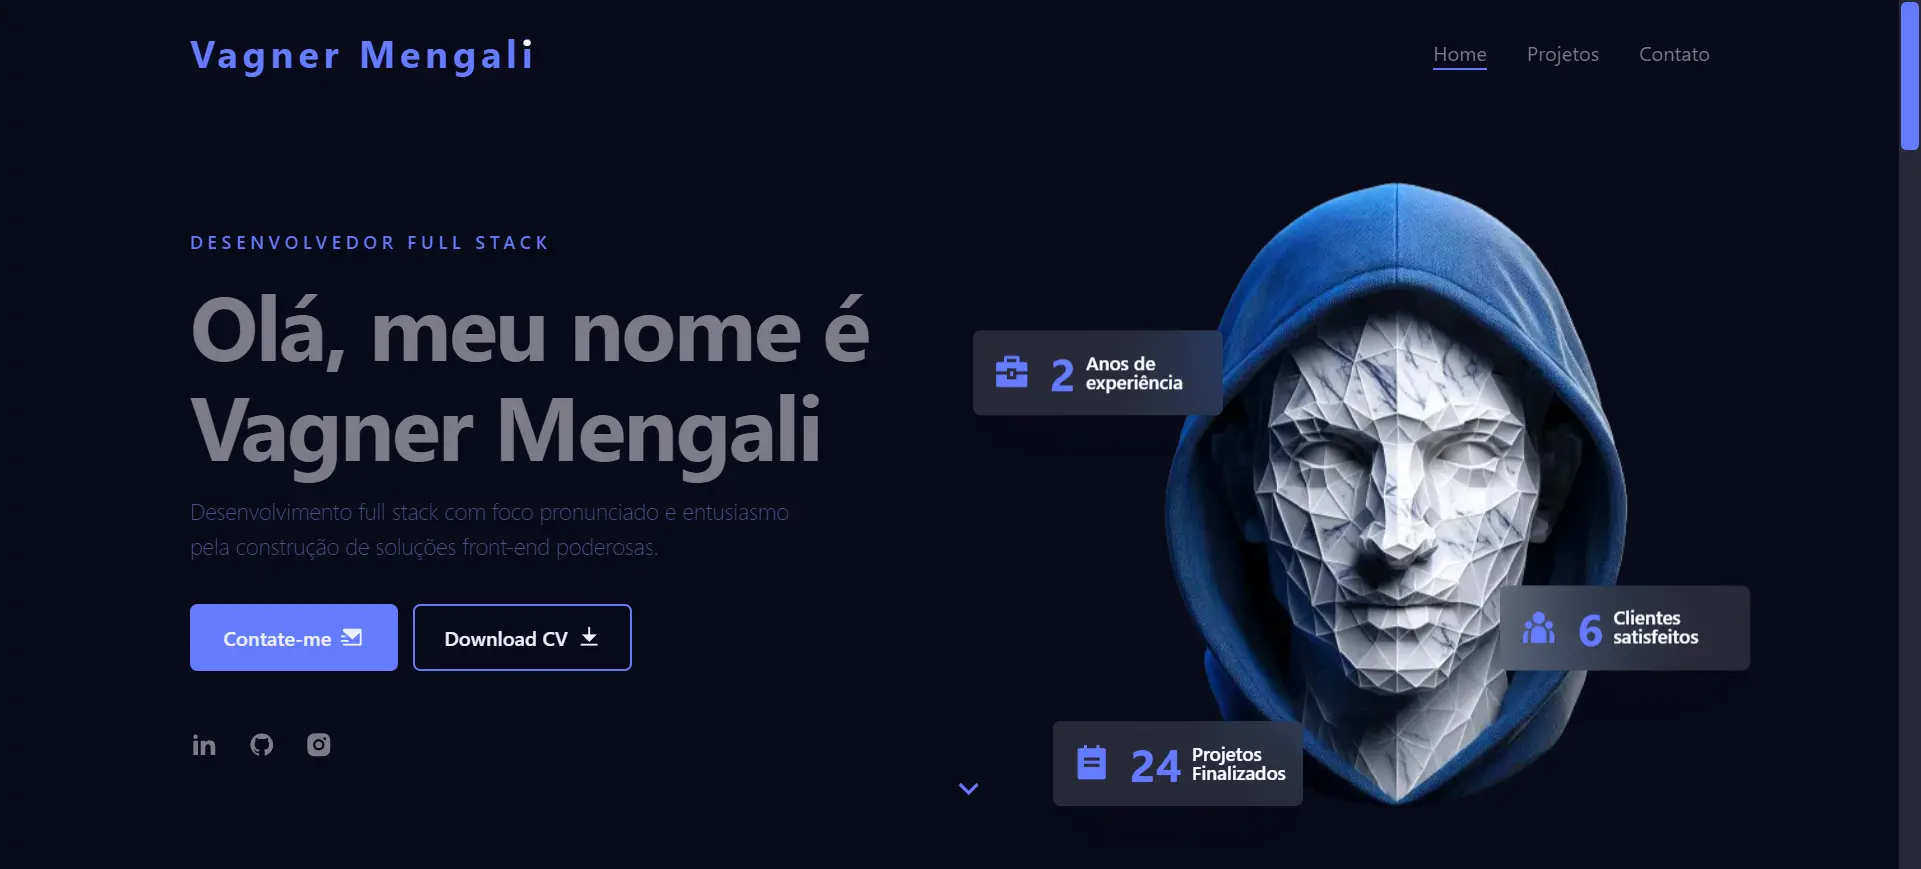 Vagner Mengali
Home
Projetos
Contato
DESENVOLVEDOR FULL STACK
Olá, meu nome é
Vagner Mengali
Desenvolvimento full stack com foco pronunciado e entusiasmo
pela construção de soluções front-end poderosas.
Contate-me
Download CV
2 Anos de
experiência
6 Clientes
satisfeitos
24 Projetos
Finalizados